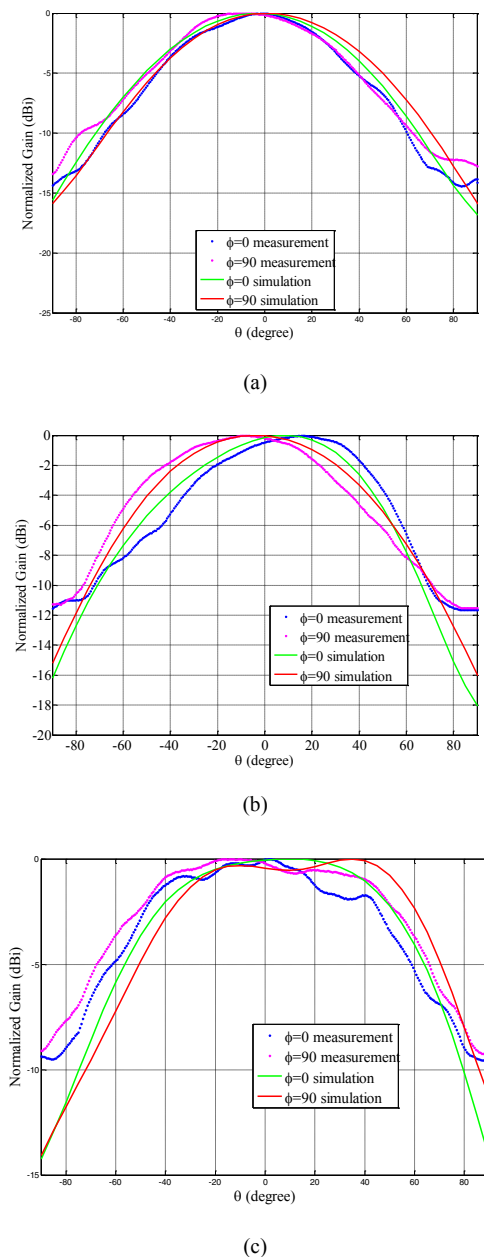 0
-5
-10
-15
-20
-25
Normalized Gain (dBi)
ϕ=0 measurement
ϕ=90 measurement
ϕ=0 simulation
ϕ=90 simulation
-80 -60 -40 -20 0 20 40 60 80
θ (degree)
(a)
0
-2
-4
-6
-8
-10
-12
-14
-16
-18
-20
Normalized Gain (dBi)
ϕ=0 measurement
ϕ=90 measurement
ϕ=0 simulation
ϕ=90 simulation
-80 -60 -40 -20 0 20 40 60 80
θ (degree)
(b)
0
-5
-10
-15
Normalized Gain (dBi)
ϕ=0 measurement
ϕ=90 measurement
ϕ=0 simulation
ϕ=90 simulation
-80 -60 -40 -20 0 20 40 60 80
θ (degree)
(c)